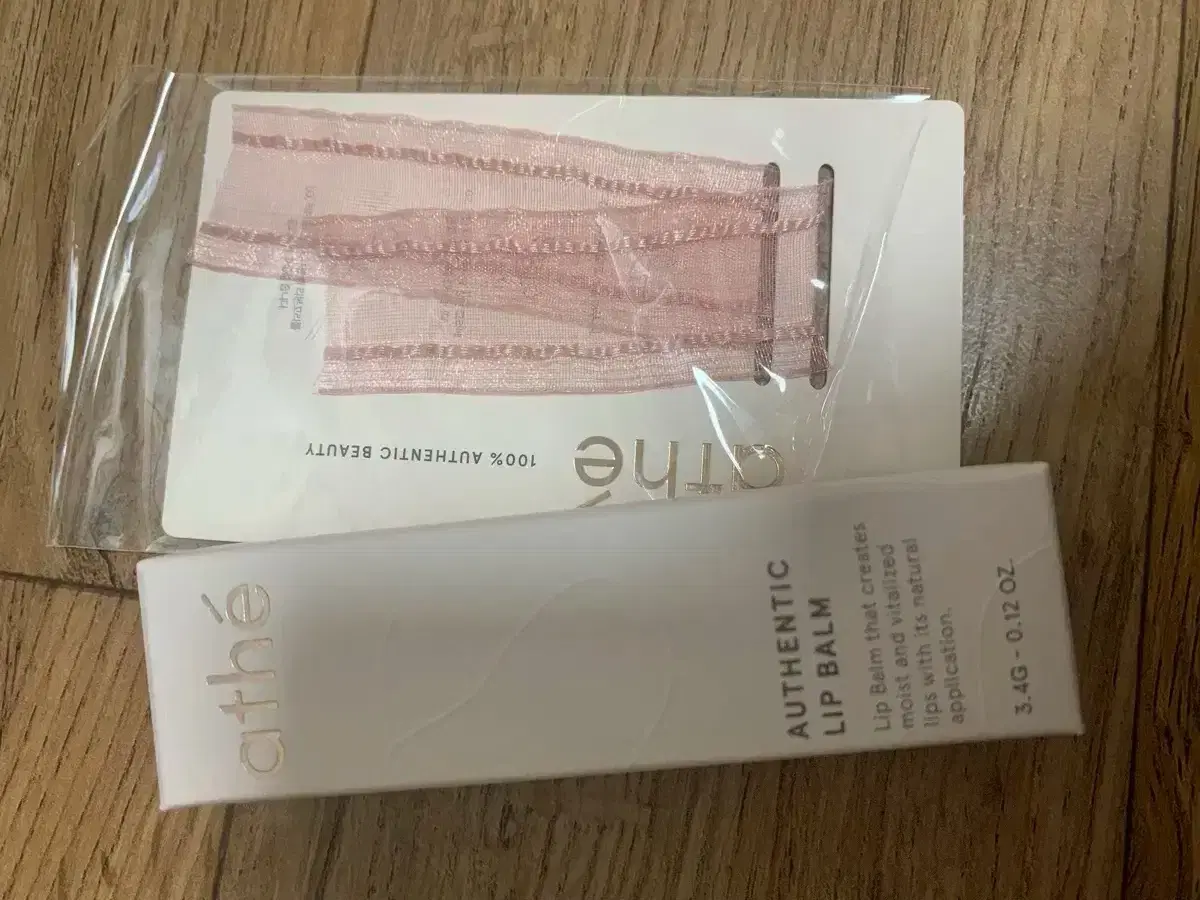 athé
100% AUTHENTIC BEAUTY
athé
AUTHENTIC
LIP BALM
Lip Balm that creates
moist and vitalized
lips with its natural
application.
3.4G - 0.12 OZ.